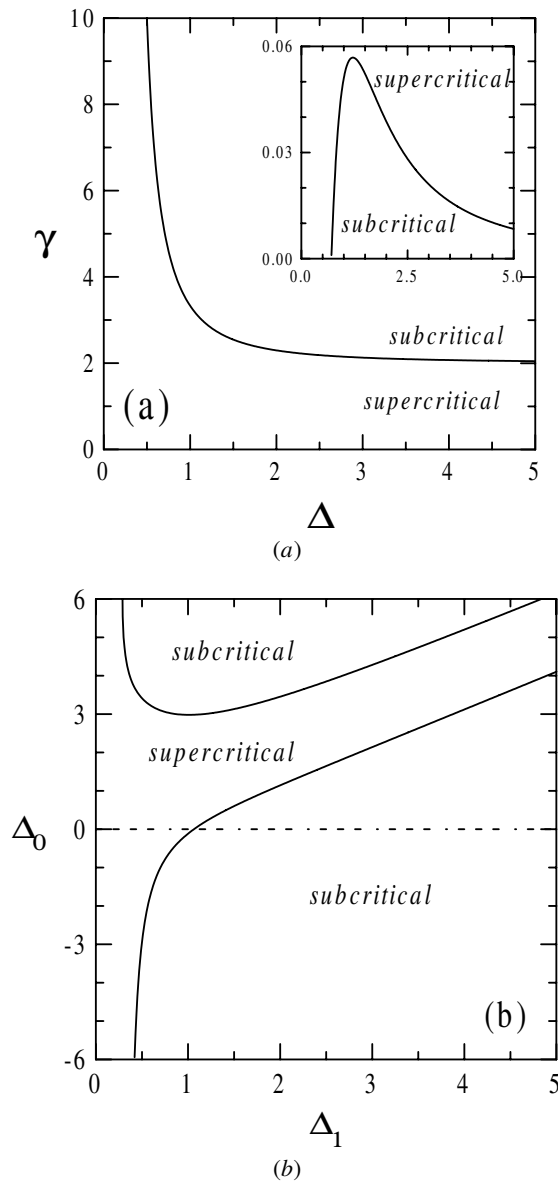 10
8
6
γ
4
2
0
0.06
supercritical
0.03
subcritical
0.00
0.0 2.5 5.0
subcritical
supercritical
(a)
0 1 2 3 4 5
Δ
(a)
6
subcritical
3
supercritical
Δ0
0
subcritical
-3
(b)
-6
0 1 2 3 4 5
Δ1
(b)